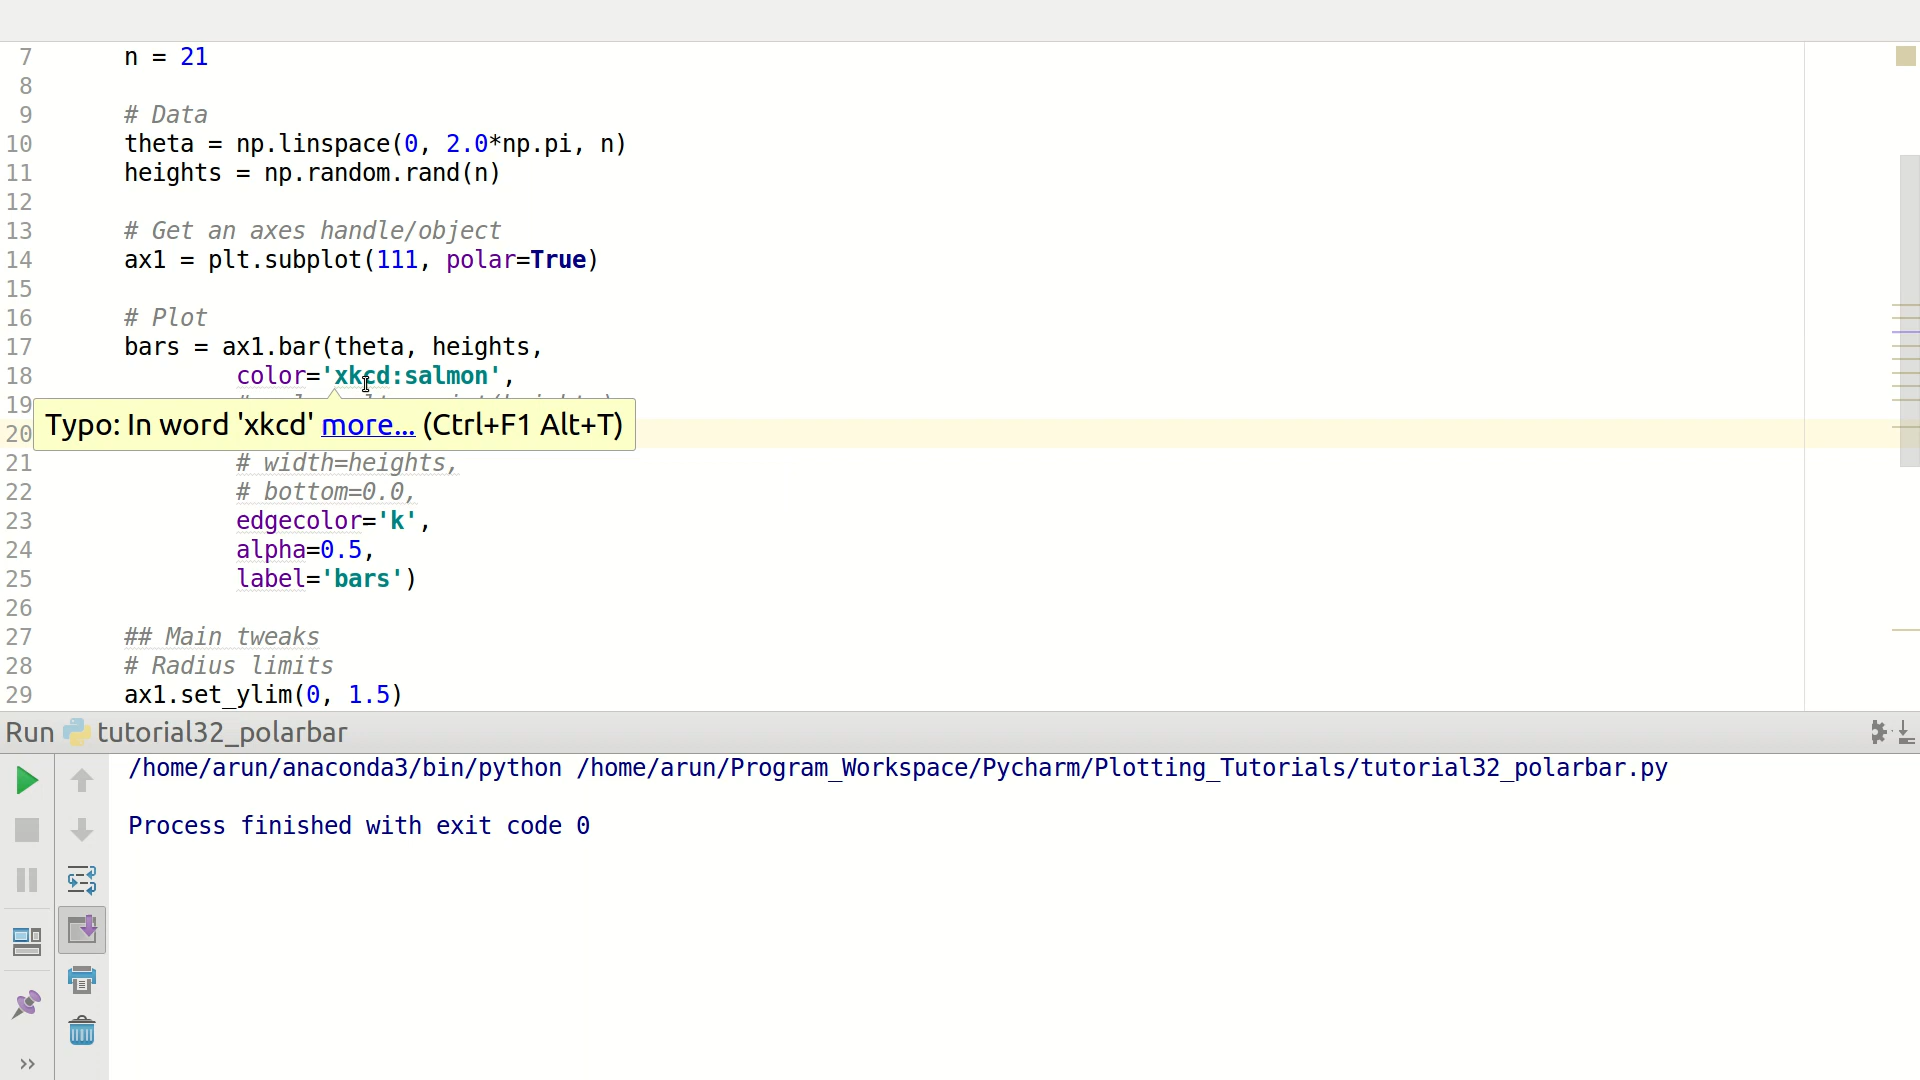 7 n = 21
8
9 # Data
10 theta = np.linspace(0, 2.0*np.pi, n)
11 heights = np.random.rand(n)
12
13 # Get an axes handle/object
14 ax1 = plt.subplot(111, polar=True)
15
16 # Plot
17 bars = ax1.bar(theta, heights,
18 color='xkcd:salmon',
19
Typo: In word 'xkcd' more... (Ctrl+F1 Alt+T)
20
21 # width=heights,
22 # bottom=0.0,
23 edgecolor='k',
24 alpha=0.5,
25 label='bars')
26
27 ## Main tweaks
28 # Radius limits
29 ax1.set_ylim(0, 1.5)
Run tutorial32_polarbar
/home/arun/anaconda3/bin/python /home/arun/Program_Workspace/Pycharm/Plotting_Tutorials/tutorial32_polarbar.py
Process finished with exit code 0